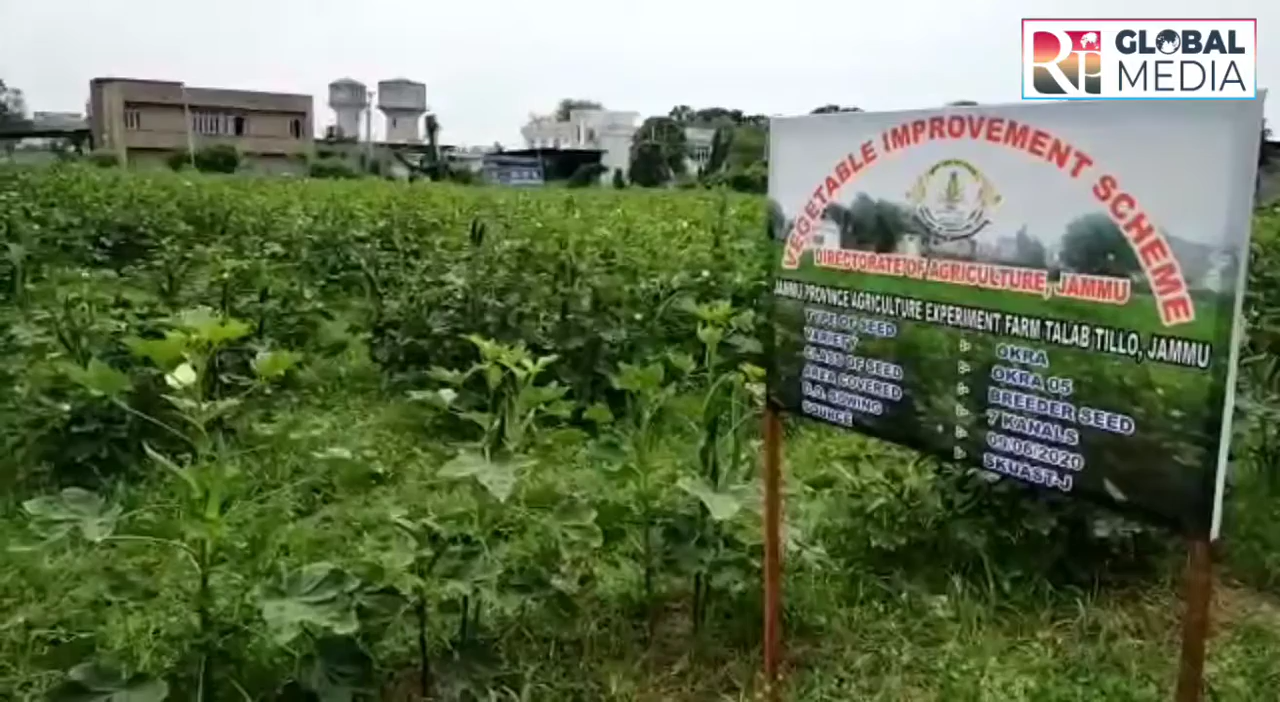 Ri GLOBAL
MEDIA
VEGETABLE IMPROVEMENT SCHEME
DIRECTORATE OF AGRICULTURE, JAMMU
JAMMU PROVINCE AGRICULTURE EXPERIMENT FARM TALAB TILLO, JAMMU
TYPE OF SEED OKRA
VARIETY OKRA 05
CLASS OF SEED BREEDER SEED
AREA COVERED 7 KANALS
D.O. SOWING 09/06/2020
SOURCE SKUAST-J